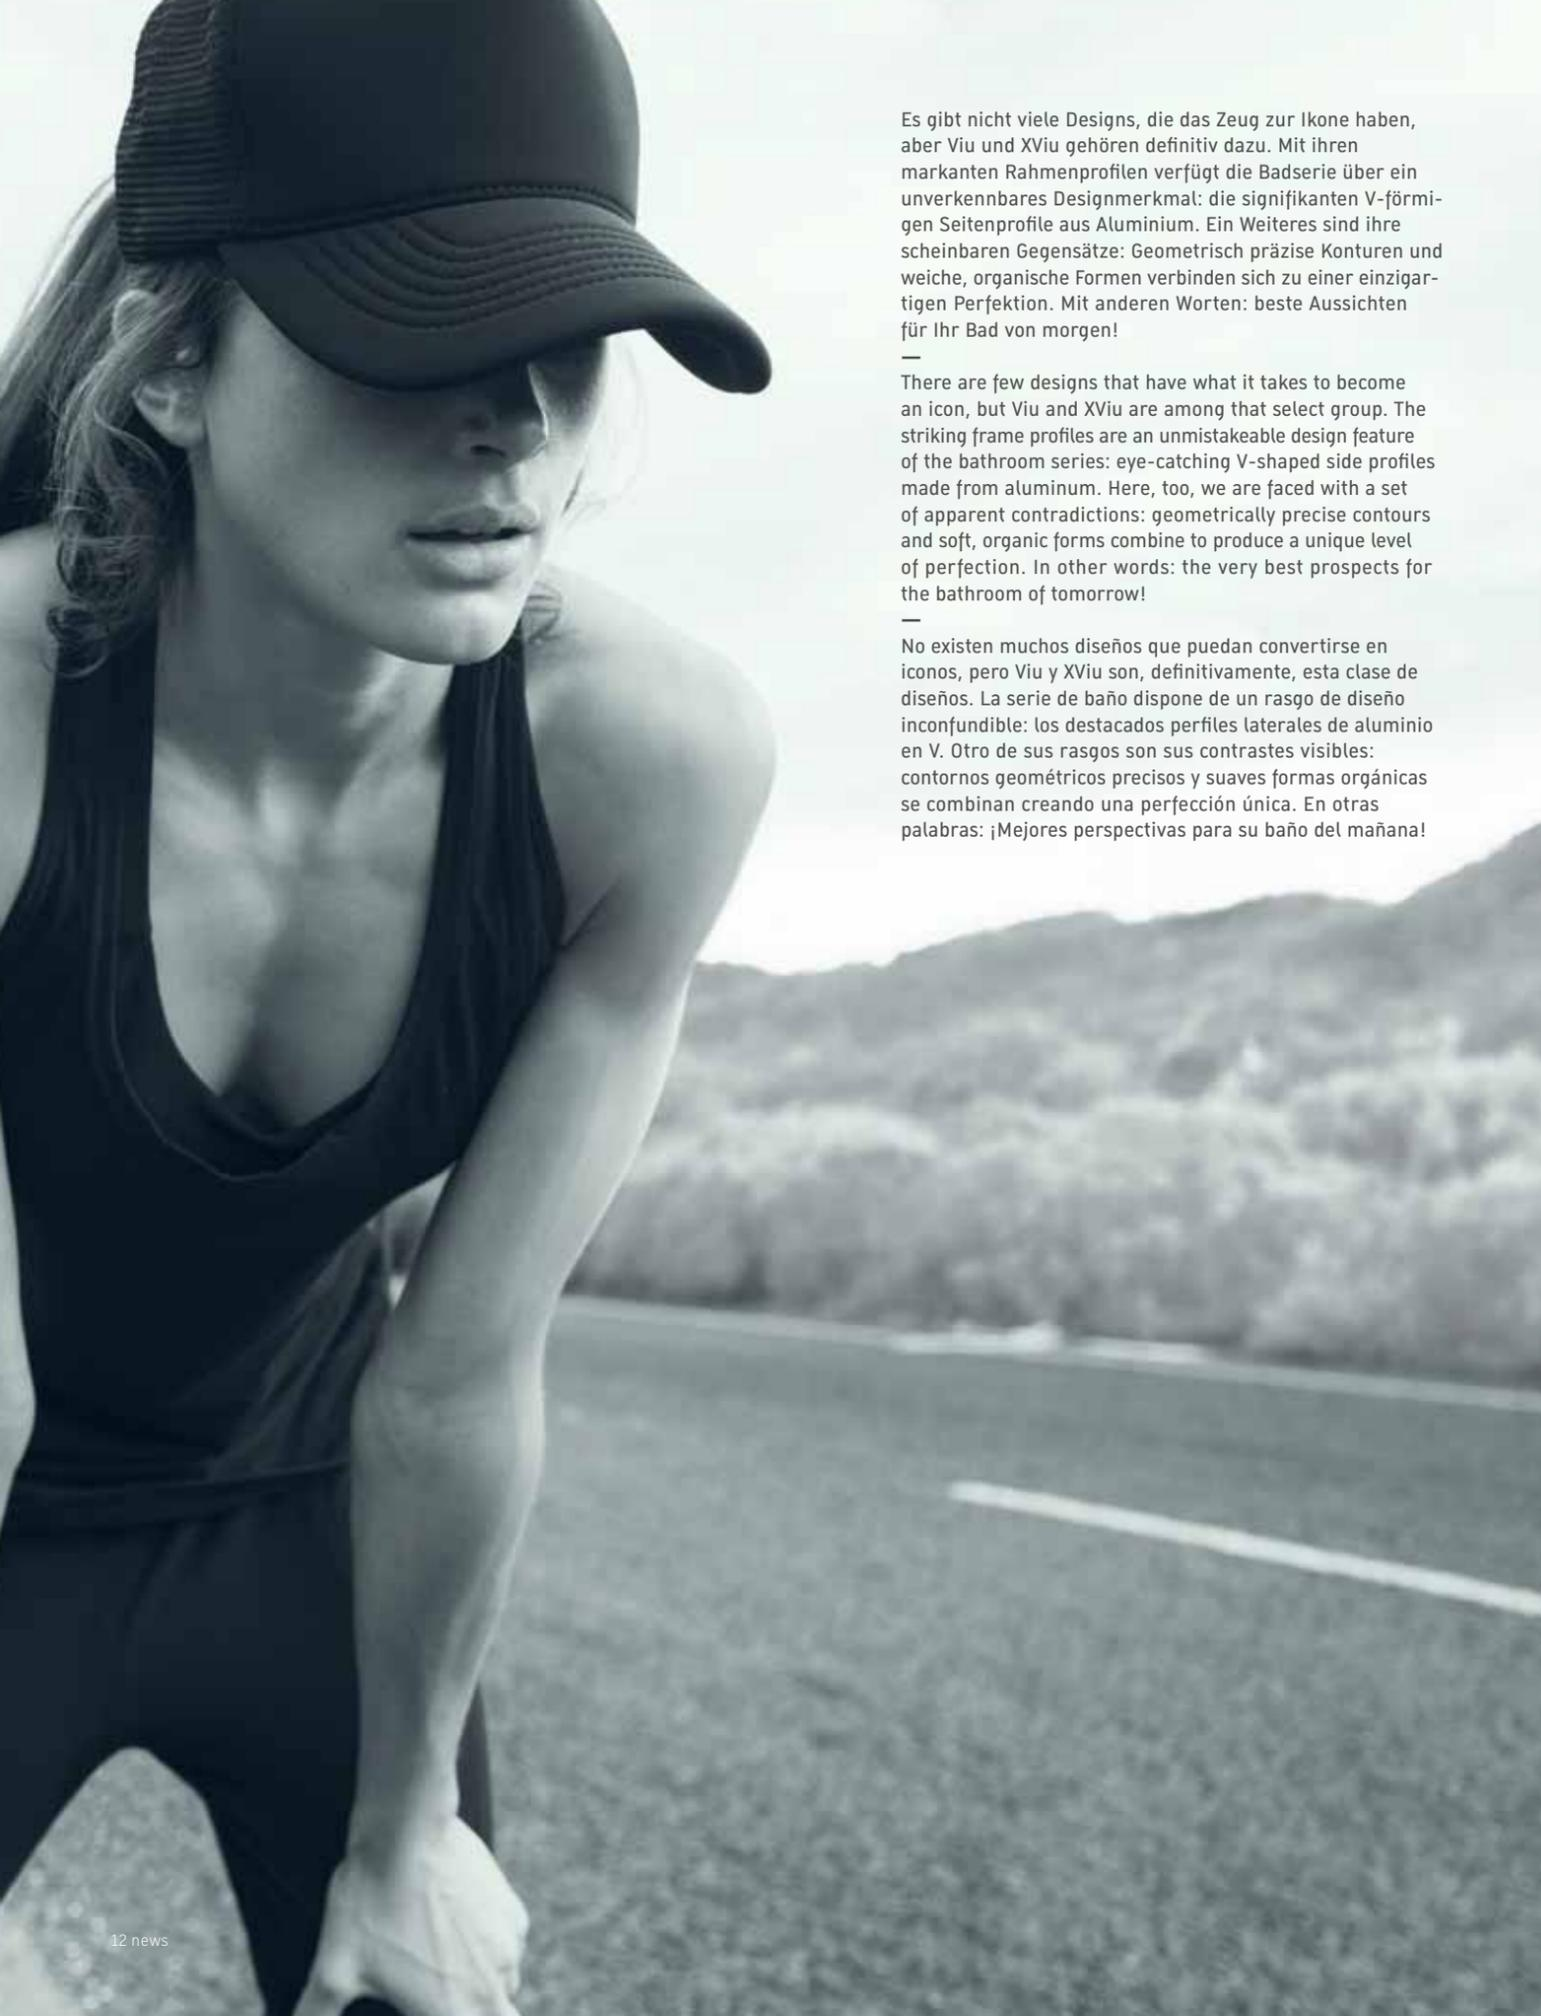 Es gibt nicht viele Designs, die das Zeug zur Ikone haben,
aber Viu und XViu gehören definitiv dazu. Mit ihren
markanten Rahmenprofilen verfügt die Badserie über ein
unverkennbares Designmerkmal: die signifikanten V-förmi-
gen Seitenprofile aus Aluminium. Ein Weiteres sind ihre
scheinbaren Gegensätze: Geometrisch präzise Konturen und
weiche, organische Formen verbinden sich zu einer einzigar-
tigen Perfektion. Mit anderen Worten: beste Aussichten
für Ihr Bad von morgen!
—
There are few designs that have what it takes to become
an icon, but Viu and XViu are among that select group. The
striking frame profiles are an unmistakeable design feature
of the bathroom series: eye-catching V-shaped side profiles
made from aluminum. Here, too, we are faced with a set
of apparent contradictions: geometrically precise contours
and soft, organic forms combine to produce a unique level
of perfection. In other words: the very best prospects for
the bathroom of tomorrow!
—
No existen muchos diseños que puedan convertirse en
iconos, pero Viu y XViu son, definitivamente, esta clase de
diseños. La serie de baño dispone de un rasgo de diseño
inconfundible: los destacados perfiles laterales de aluminio
en V. Otro de sus rasgos son sus contrastes visibles:
contornos geométricos precisos y suaves formas orgánicas
se combinan creando una perfección única. En otras
palabras: ¡Mejores perspectivas para su baño del mañana!
12 news